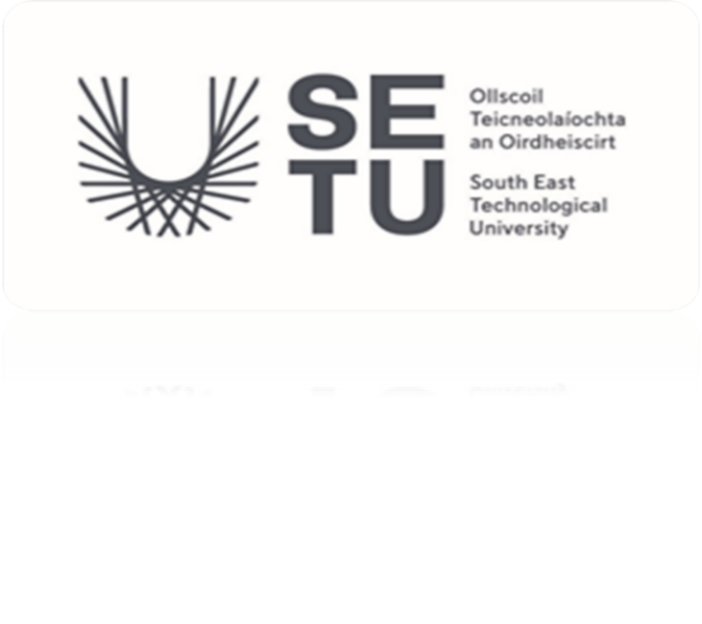 SE
TU
Ollscoil
Teicneolaíochta
an Oirdheiscirt
South East
Technological
University